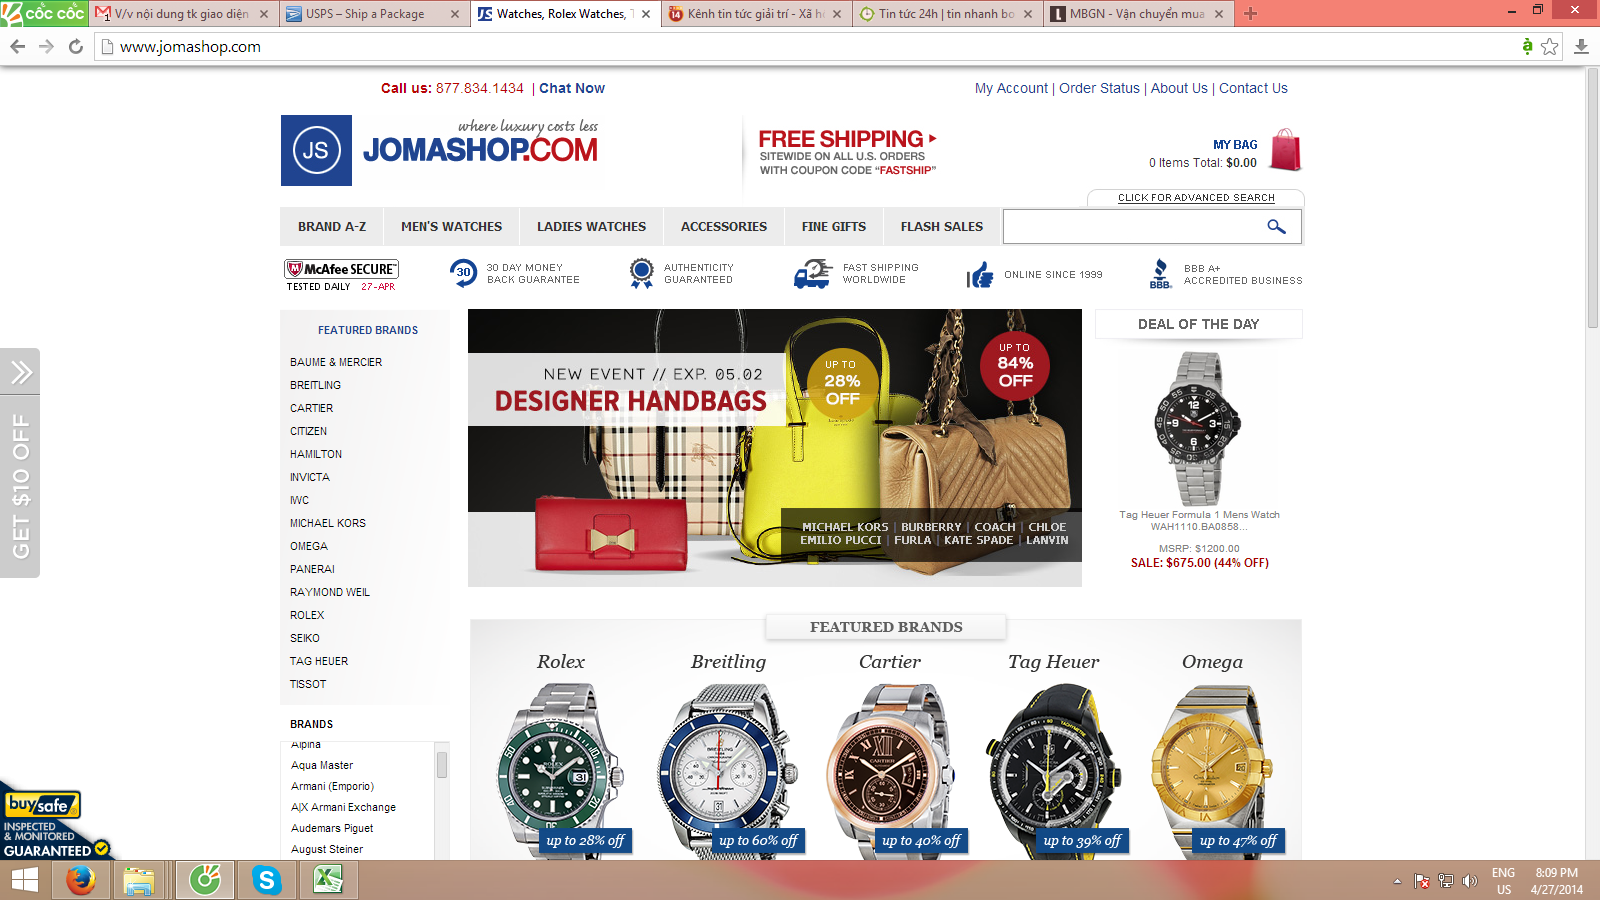 cốc cốc
V/v nội dung tk giao diện
USPS – Ship a Package
Watches, Rolex Watches, T
Kênh tin tức giải trí - Xã h
Tin tức 24h | tin nhanh bo
MBGN - Vận chuyển mua
www.jomashop.com
Call us: 877.834.1434 | Chat Now
My Account | Order Status | About Us | Contact Us
JS
where luxury costs less
JOMASHOP.COM
FREE SHIPPING
SITEWIDE ON ALL U.S. ORDERS
WITH COUPON CODE “FASTSHIP”
MY BAG
0 Items Total: $0.00
CLICK FOR ADVANCED SEARCH
BRAND A-Z
MEN'S WATCHES
LADIES WATCHES
ACCESSORIES
FINE GIFTS
FLASH SALES
McAfee SECURE™
TESTED DAILY 27-APR
30
30 DAY MONEY
BACK GUARANTEE
AUTHENTICITY
GUARANTEED
FAST SHIPPING
WORLDWIDE
ONLINE SINCE 1999
BBB.
BBB A+
ACCREDITED BUSINESS
GET $10 OFF
FEATURED BRANDS
BAUME & MERCIER
BREITLING
CARTIER
CITIZEN
HAMILTON
INVICTA
IWC
MICHAEL KORS
OMEGA
PANERAI
RAYMOND WEIL
ROLEX
SEIKO
TAG HEUER
TISSOT
BRANDS
Alpina
Aqua Master
Armani (Emporio)
A|X Armani Exchange
Audemars Piguet
August Steiner
NEW EVENT // EXP. 05.02
DESIGNER HANDBAGS
UP TO
28%
OFF
UP TO
84%
OFF
MICHAEL KORS | BURBERRY | COACH | CHLOE
EMILIO PUCCI | FURLA | KATE SPADE | LANVIN
DEAL OF THE DAY
JOMASHOP
Tag Heuer Formula 1 Mens Watch
WAH1110.BA0858...
MSRP: $1200.00
SALE: $675.00 (44% OFF)
FEATURED BRANDS
Rolex
Breitling
Cartier
Tag Heuer
Omega
up to 28% off
up to 60% off
up to 40% off
up to 39% off
up to 47% off
buySAFE
INSPECTED
& MONITORED
GUARANTEED
ENG
US
8:09 PM
4/27/2014